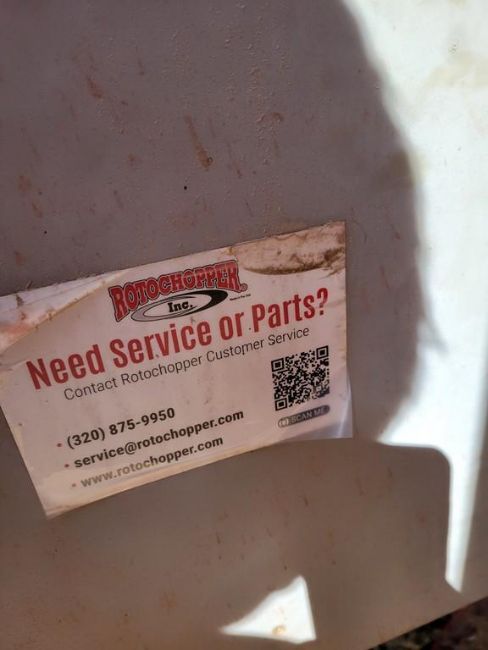 ROTOCHOPPER
Inc.
Need Service or Parts?
Contact Rotochopper Customer Service
• (320) 875-9950
• service@rotochopper.com
• www.rotochopper.com
SCAN ME